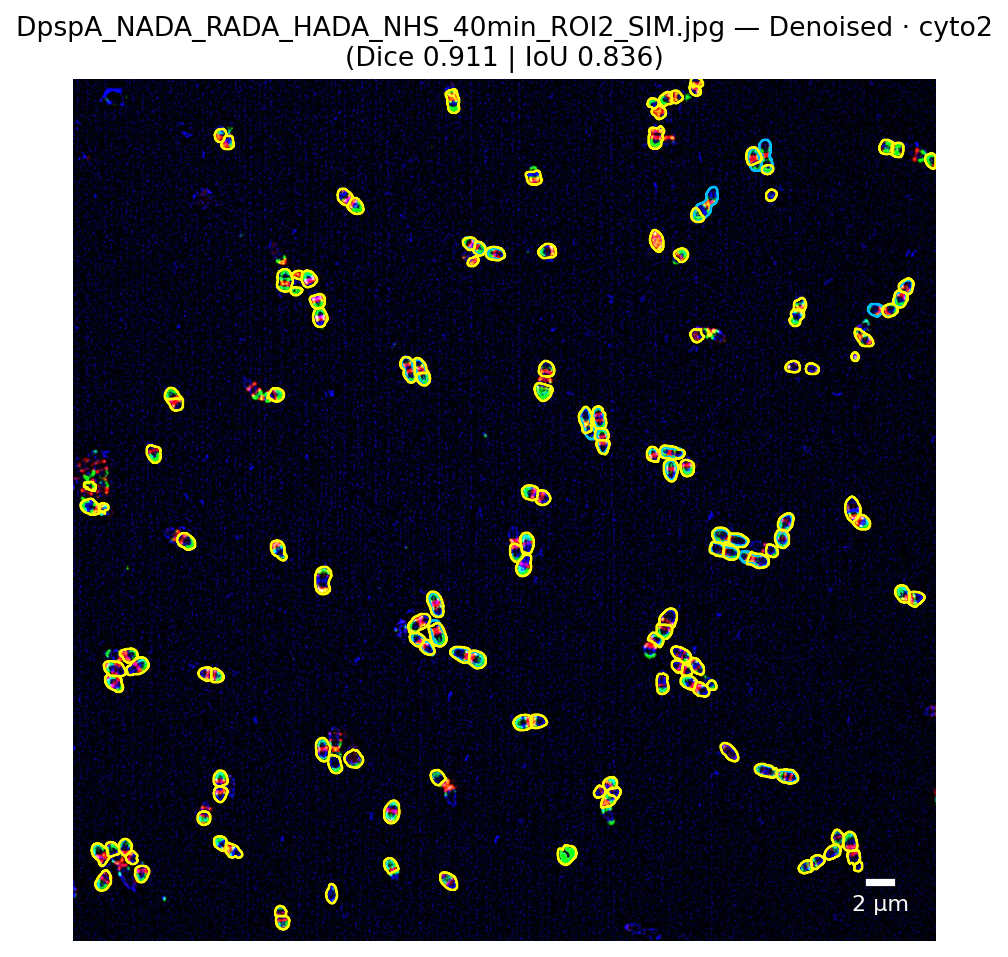 DpspA_NADA_RADA_HADA_NHS_40min_ROI2_SIM.jpg — Denoised · cyto2
(Dice 0.911 | IoU 0.836)
2 μm